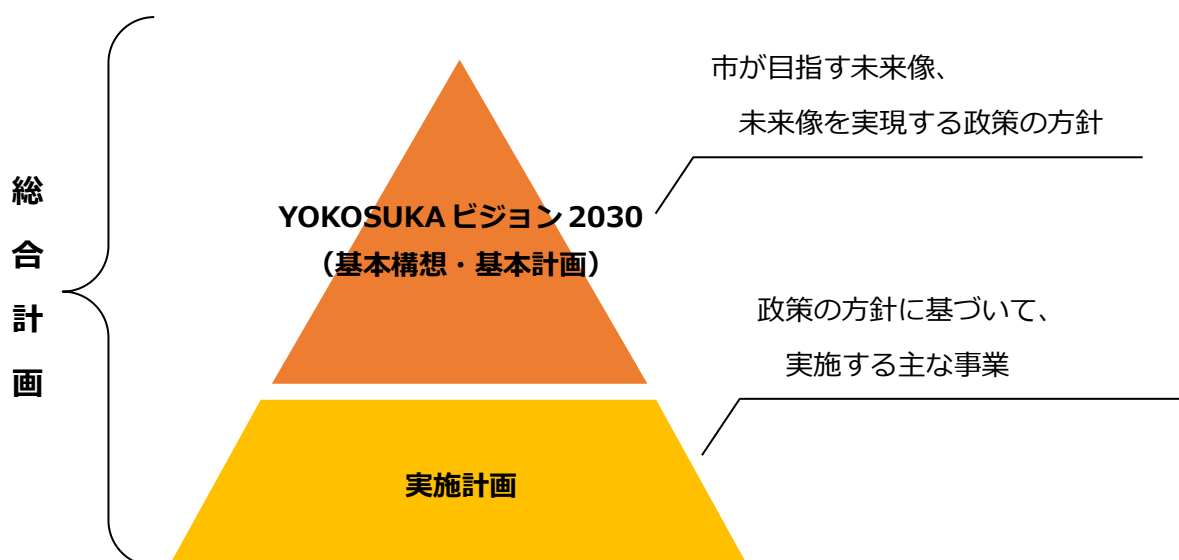 総合計画
市が目指す未来像、
未来像を実現する政策の方針
YOKOSUKA ビジョン 2030
（基本構想・基本計画）
政策の方針に基づいて、
実施する主な事業
実施計画